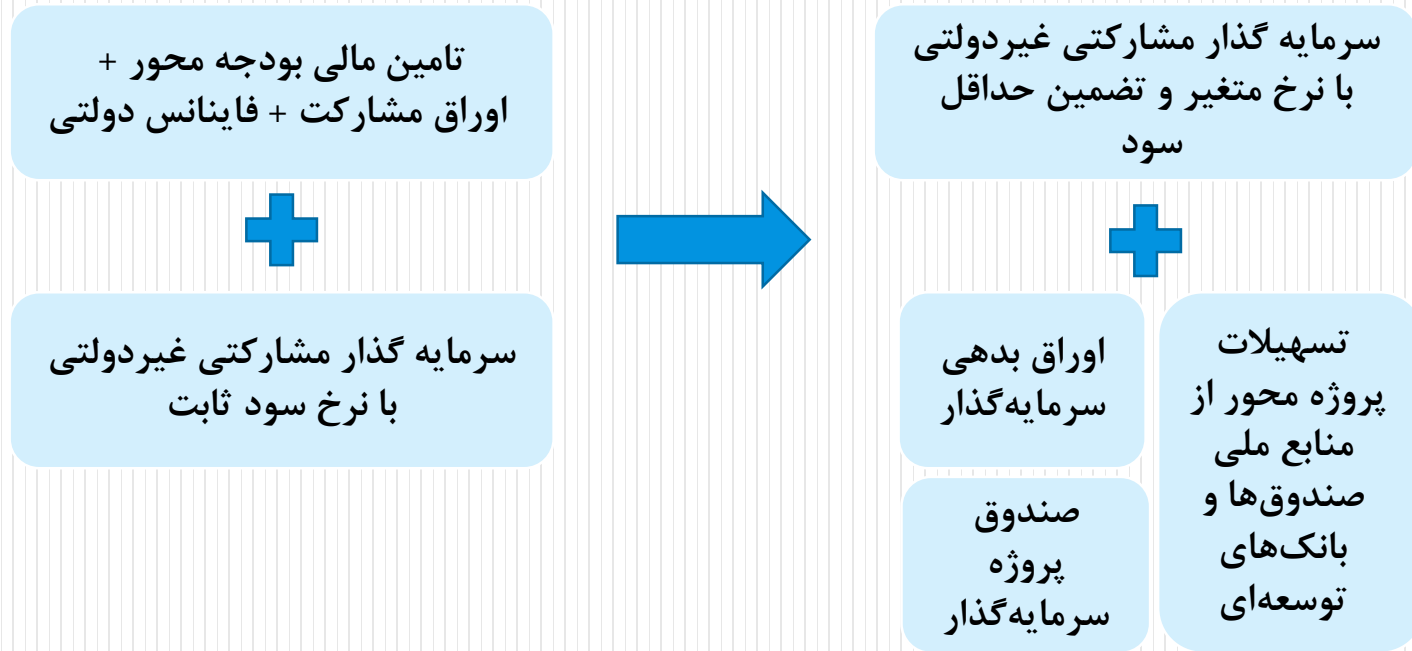 تامین مالی بودجه محور +
اوراق مشارکت + فاینانس دولتی
سرمایه گذار مشارکتی غیردولتی
با نرخ سود ثابت
سرمایه گذار مشارکتی غیردولتی
با نرخ متغیر و تضمین حداقل
سود
اوراق بدهی
سرمایه‌گذار
صندوق
پروژه
سرمایه‌گذار
تسهیلات
پروژه محور از
منابع ملی
صندوق‌ها و
بانک‌های
توسعه‌ای